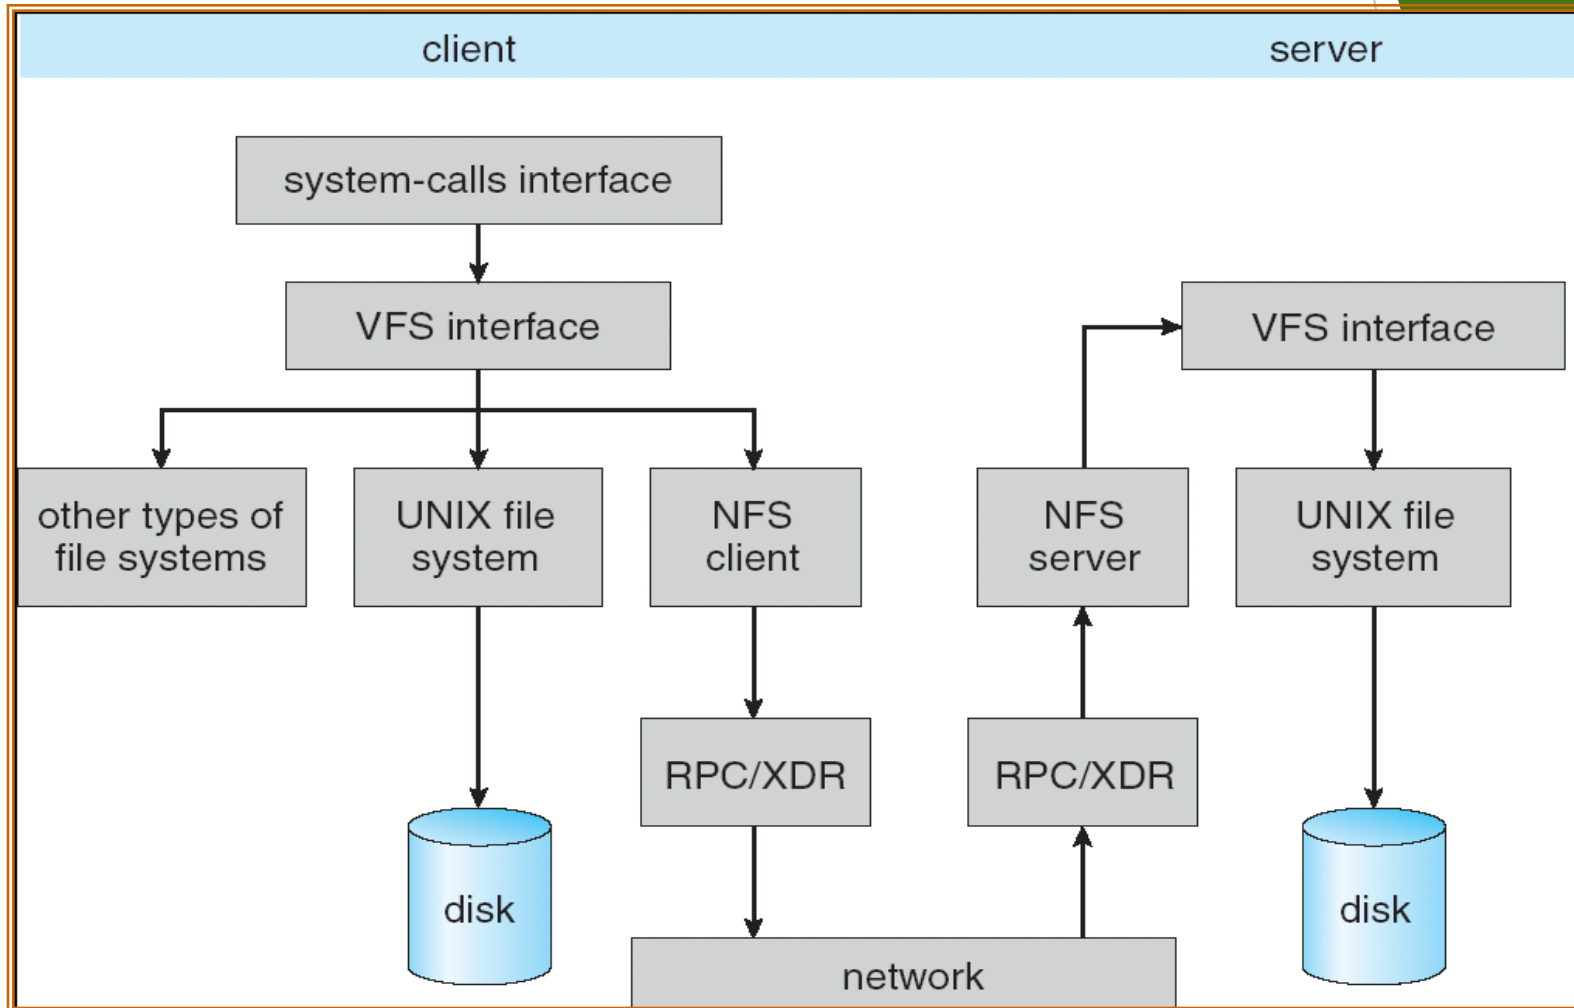 client
server
system-calls interface
VFS interface
VFS interface
other types of
file systems
UNIX file
system
NFS
client
NFS
server
UNIX file
system
RPC/XDR
RPC/XDR
disk
disk
network